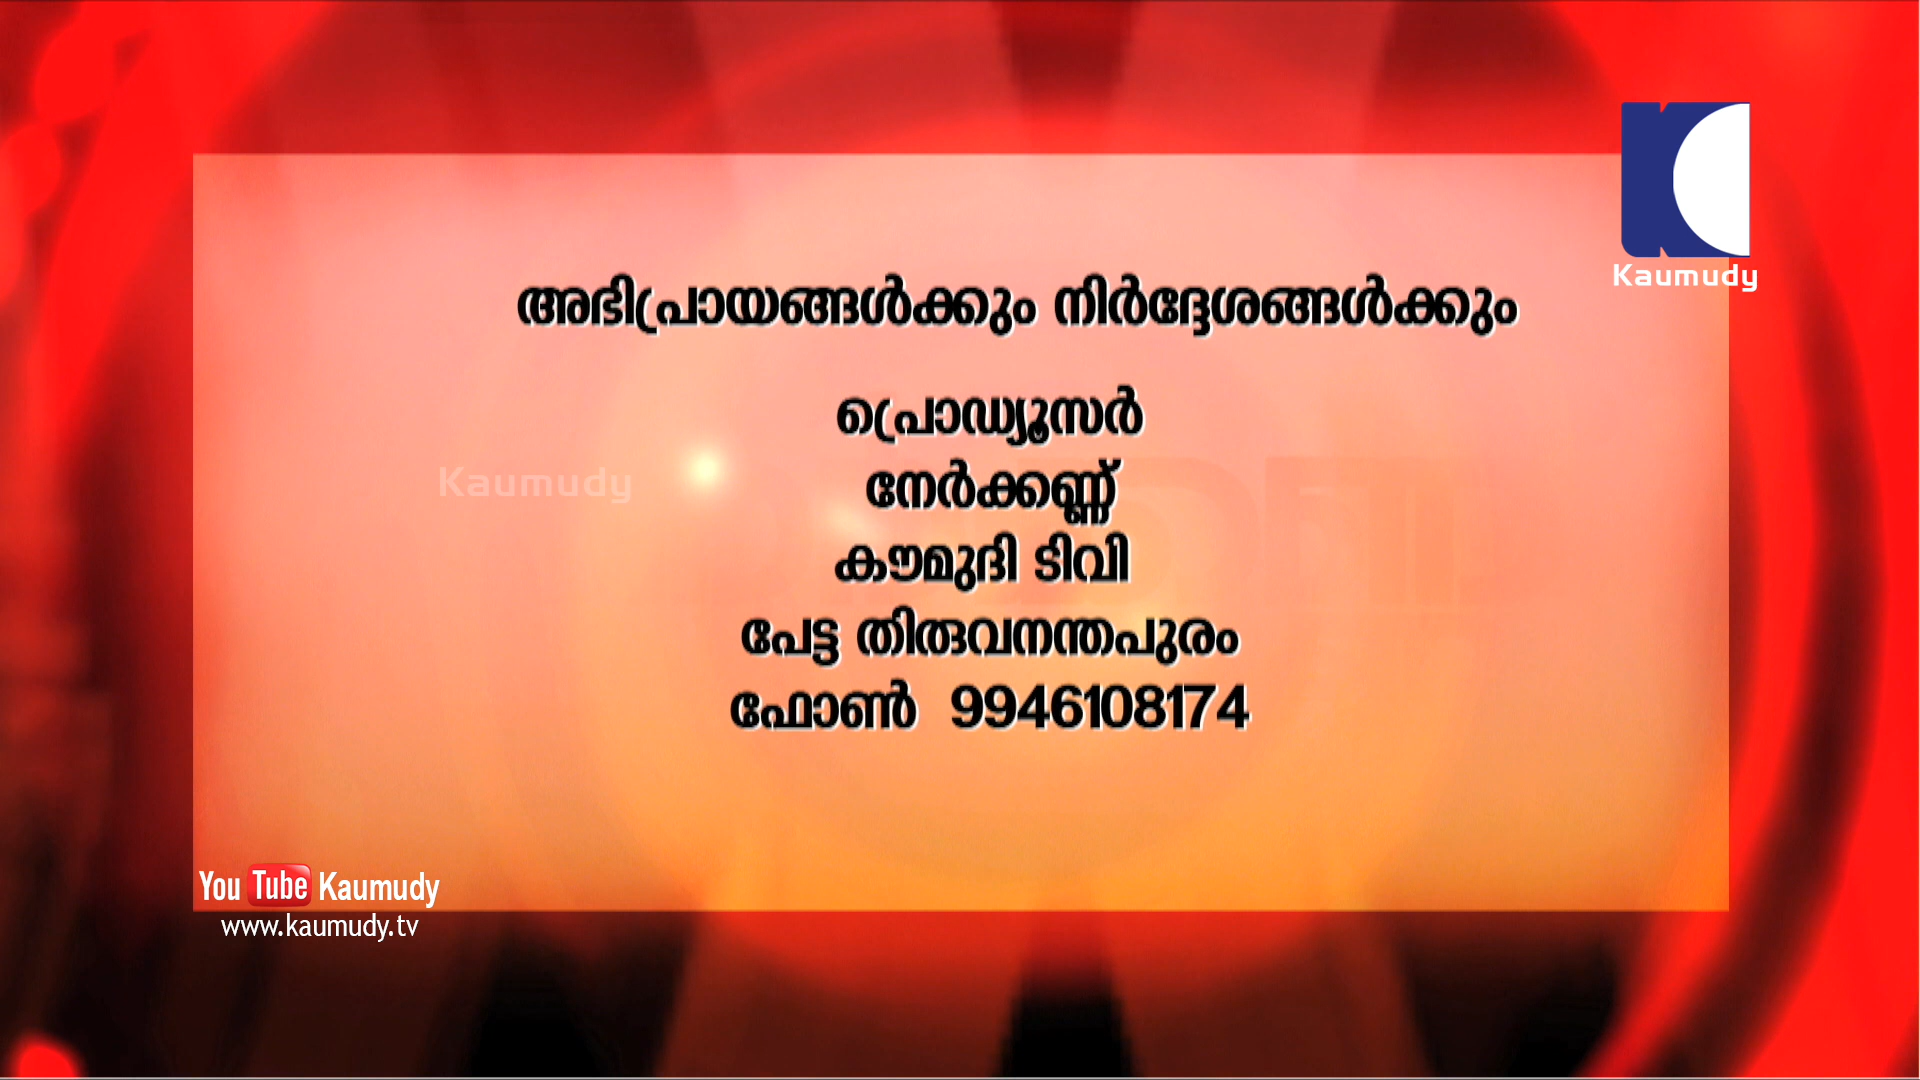 Kaumudy
അഭിപ്രായങ്ങൾക്കും നിർദ്ദേശങ്ങൾക്കും
പ്രൊഡ്യൂസർ
നേർക്കണ്ണ്
Kaumudy
കൗമുദി ടിവി
പേട്ട തിരുവനന്തപുരം
ഫോൺ 9946108174
You Tube Kaumudy
www.kaumudy.tv